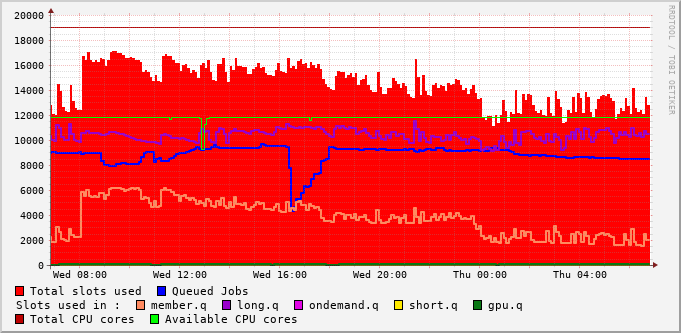 20000
18000
16000
14000
12000
10000
8000
6000
4000
2000
0
Wed 08:00 Wed 12:00 Wed 16:00 Wed 20:00 Thu 00:00 Thu 04:00
Total slots used Queued Jobs
Slots used in : member.q long.q ondemand.q short.q gpu.q
Total CPU cores Available CPU cores
RRDTOOL / TOBI OETIKER